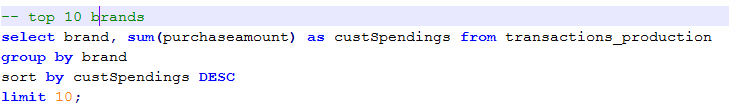 -- top 10 brands
select brand, sum(purchaseamount) as custSpendings from transactions_production
group by brand
sort by custSpendings DESC
limit 10;